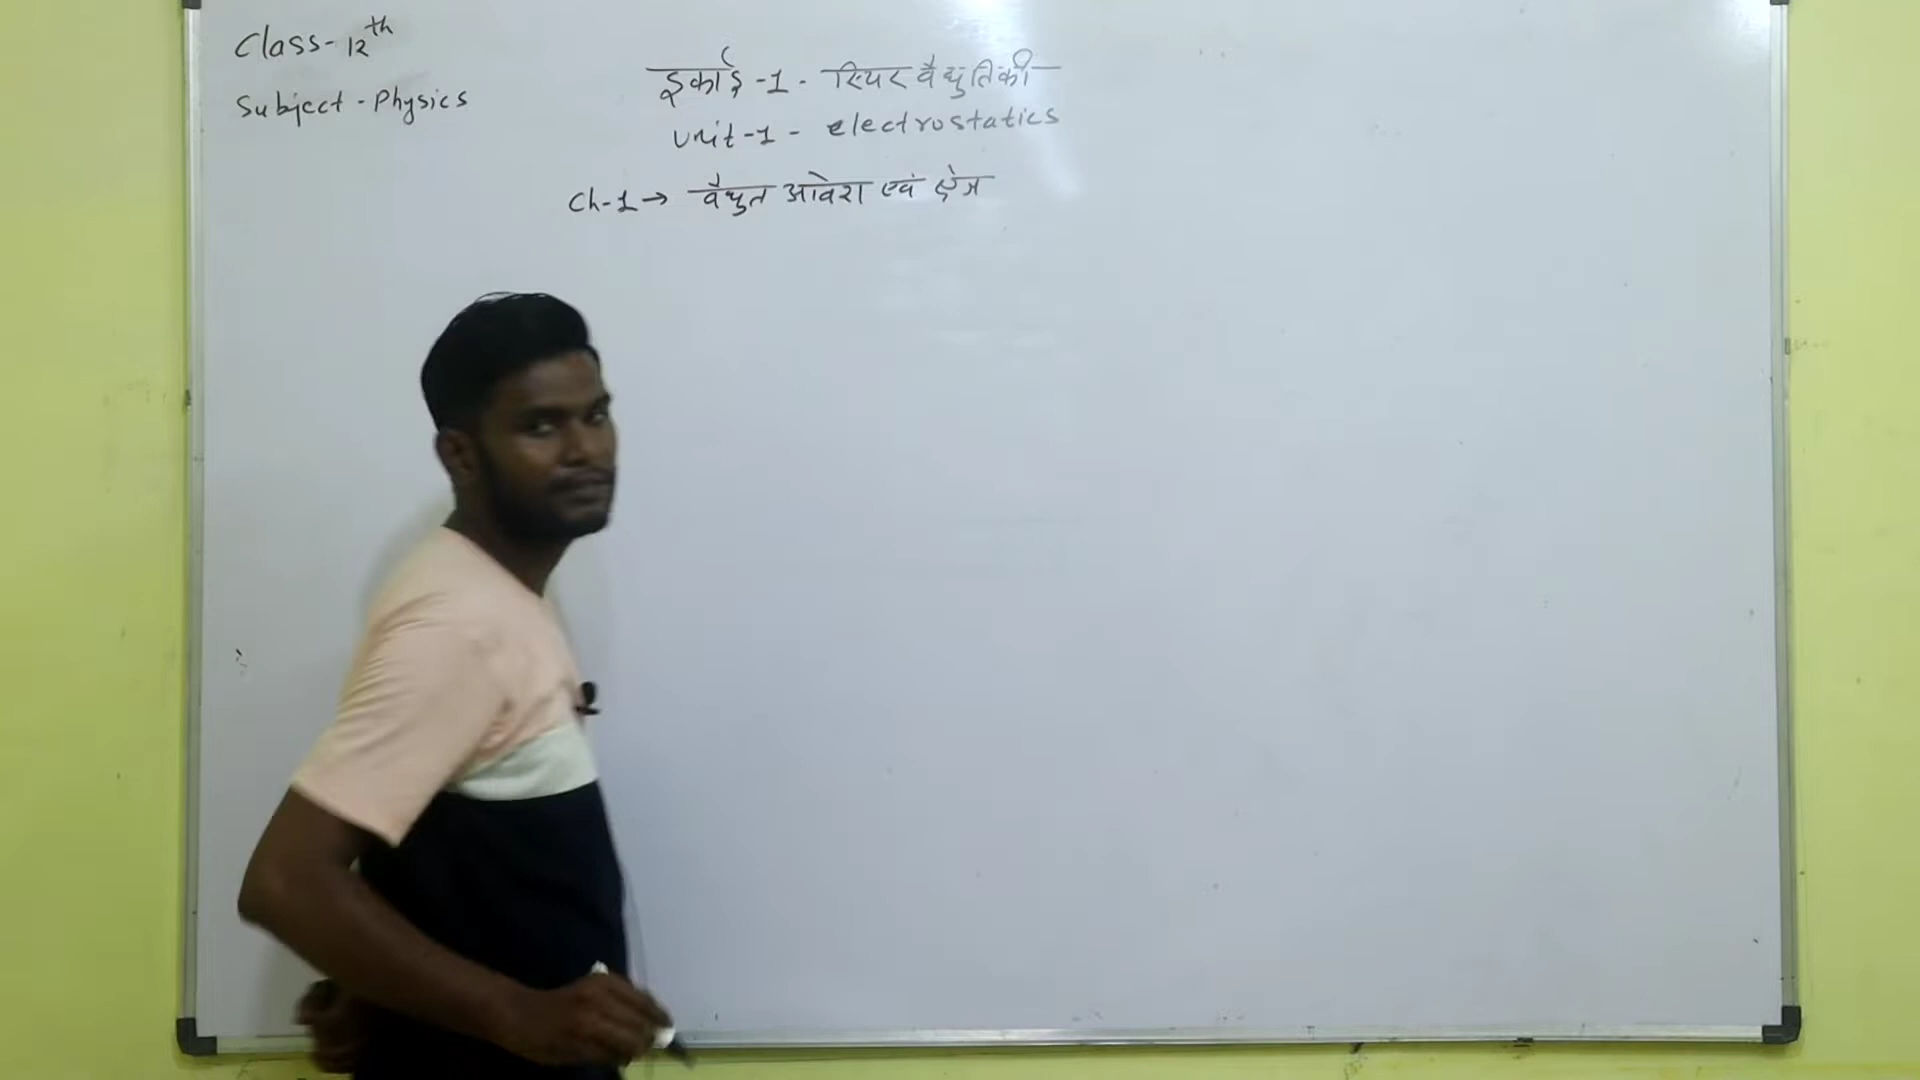 Class-12th
Subject-Physics
इकाई-1- स्थिर वैद्युतिकी
Unit-1- electrostatics
Ch-1→ वैद्युत आवेश एवं क्षेत्र